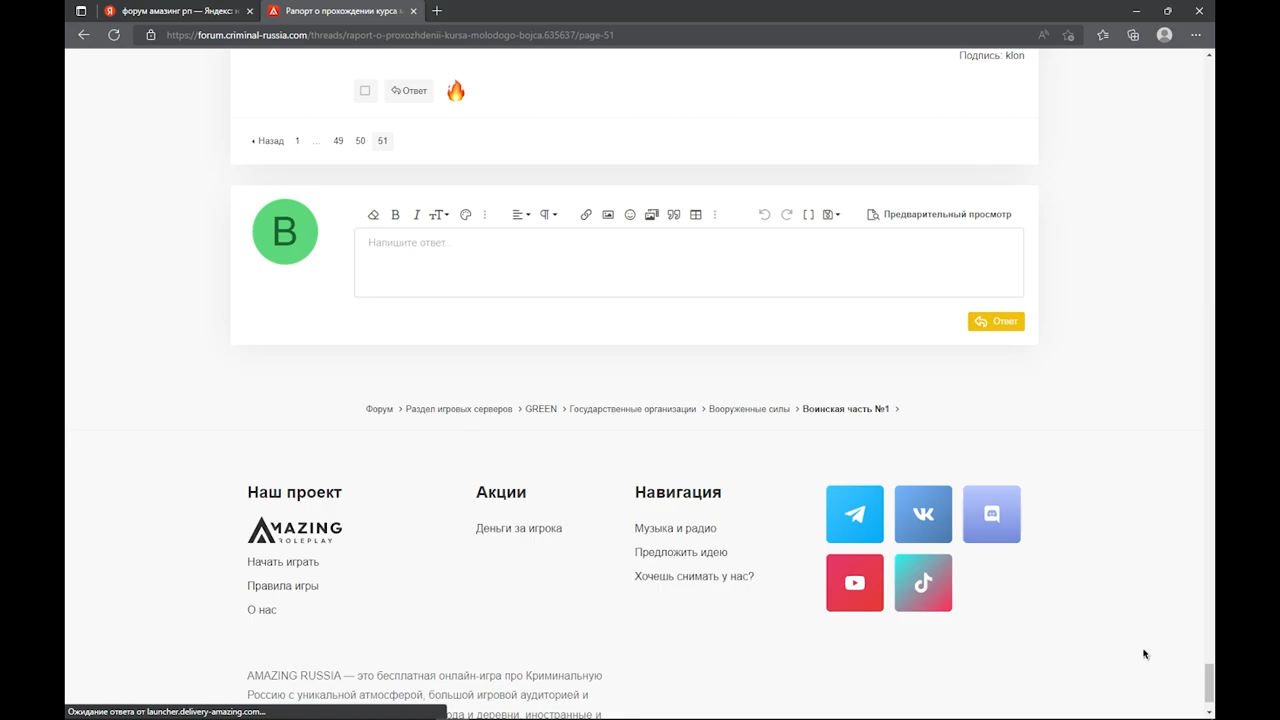 форум амазинг рп — Яндекс: н
Рапорт о прохождении курса м
https://forum.criminal-russia.com/threads/raport-o-proxozhdenii-kursa-molodogo-bojca.635637/page-51
Подпись: klon
Ответ
Назад 1 ... 49 50 51
B
B I тT
Предварительный просмотр
Напишите ответ...
Ответ
Форум > Раздел игровых серверов > GREEN > Государственные организации > Вооруженные силы > Воинская часть №1 >
Наш проект
AMAZING
ROLEPLAY
Начать играть
Правила игры
О нас
Акции
Деньги за игрока
Навигация
Музыка и радио
Предложить идею
Хочешь снимать у нас?
AMAZING RUSSIA — это бесплатная онлайн-игра про Криминальную
Россию с уникальной атмосферой, большой игровой аудиторией и
ода и деревни, иностранные и
Ожидание ответа от launcher.delivery-amazing.com...